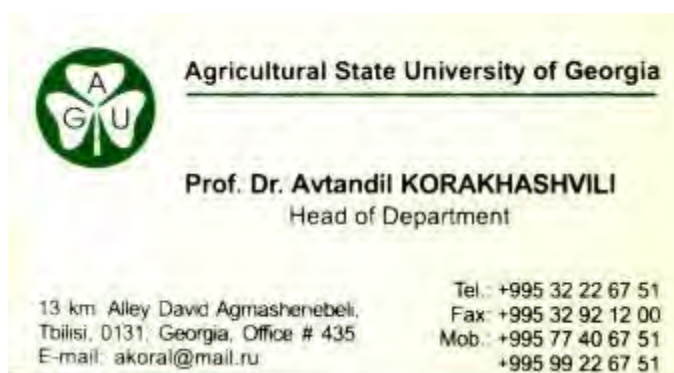 A
G U
Agricultural State University of Georgia
Prof. Dr. Avtandil KORAKHASHVILI
Head of Department
13 km. Alley David Agmashenebeli,
Tbilisi, 0131, Georgia, Office # 435
E-mail: akoral@mail.ru
Tel.: +995 32 22 67 51
Fax: +995 32 92 12 00
Mob.: +995 77 40 67 51
+995 99 22 67 51